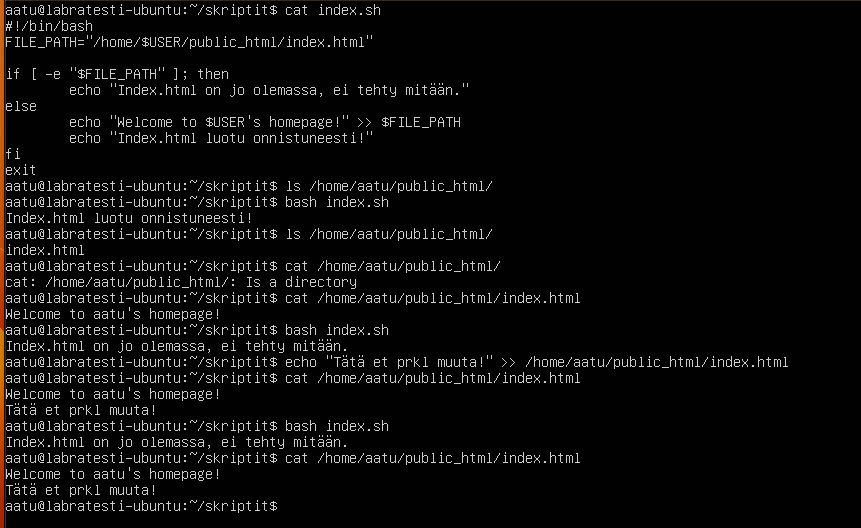 aatu@labratesti-ubuntu:~/skriptit$ cat index.sh
#!/bin/bash
FILE_PATH="/home/$USER/public_html/index.html"
if [ -e "$FILE_PATH" ]; then
echo "Index.html on jo olemassa, ei tehty mitään."
else
echo "Welcome to $USER's homepage!" >> $FILE_PATH
echo "Index.html luotu onnistuneesti!"
fi
exit
aatu@labratesti-ubuntu:~/skriptit$ ls /home/aatu/public_html/
aatu@labratesti-ubuntu:~/skriptit$ bash index.sh
Index.html luotu onnistuneesti!
aatu@labratesti-ubuntu:~/skriptit$ ls /home/aatu/public_html/
index.html
aatu@labratesti-ubuntu:~/skriptit$ cat /home/aatu/public_html/
cat: /home/aatu/public_html/: Is a directory
aatu@labratesti-ubuntu:~/skriptit$ cat /home/aatu/public_html/index.html
Welcome to aatu's homepage!
aatu@labratesti-ubuntu:~/skriptit$ bash index.sh
Index.html on jo olemassa, ei tehty mitään.
aatu@labratesti-ubuntu:~/skriptit$ echo "Tätä et prkl muuta!" >> /home/aatu/public_html/index.html
aatu@labratesti-ubuntu:~/skriptit$ cat /home/aatu/public_html/index.html
Welcome to aatu's homepage!
Tätä et prkl muuta!
aatu@labratesti-ubuntu:~/skriptit$ bash index.sh
Index.html on jo olemassa, ei tehty mitään.
aatu@labratesti-ubuntu:~/skriptit$ cat /home/aatu/public_html/index.html
Welcome to aatu's homepage!
Tätä et prkl muuta!
aatu@labratesti-ubuntu:~/skriptit$